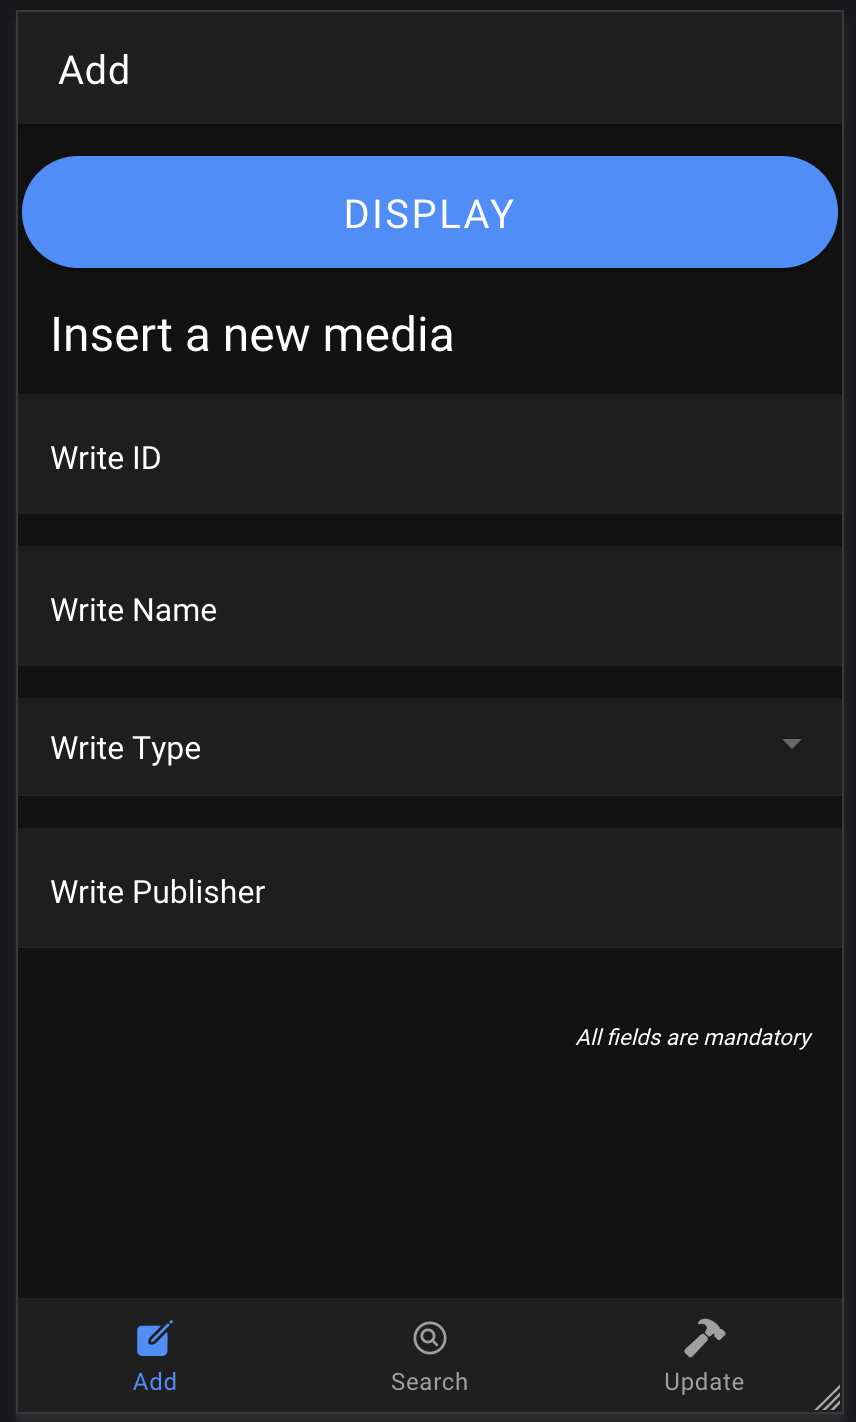 Add
DISPLAY
Insert a new media
Write ID
Write Name
Write Type
Write Publisher
All fields are mandatory
Add
Search
Update